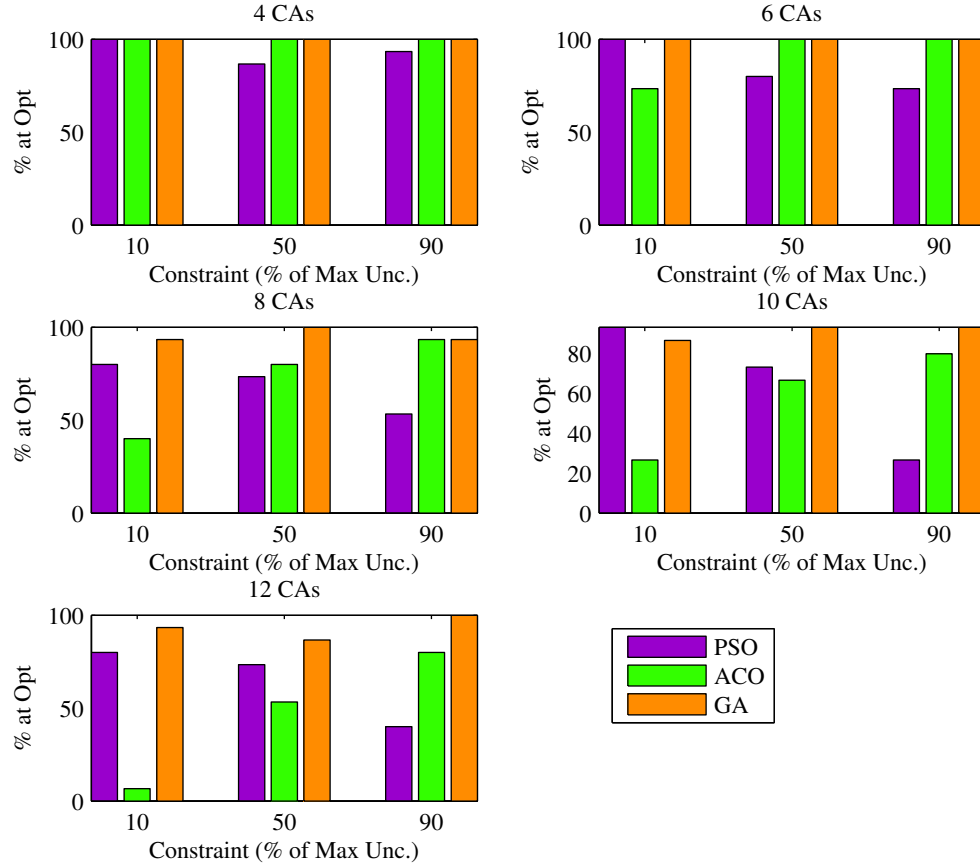 4 CAs
100
50
0
% at Opt
10 50 90
Constraint (% of Max Unc.)
6 CAs
100
50
0
% at Opt
10 50 90
Constraint (% of Max Unc.)
8 CAs
100
50
0
% at Opt
10 50 90
Constraint (% of Max Unc.)
10 CAs
80
60
40
20
0
% at Opt
10 50 90
Constraint (% of Max Unc.)
12 CAs
100
50
0
% at Opt
10 50 90
Constraint (% of Max Unc.)
PSO
ACO
GA